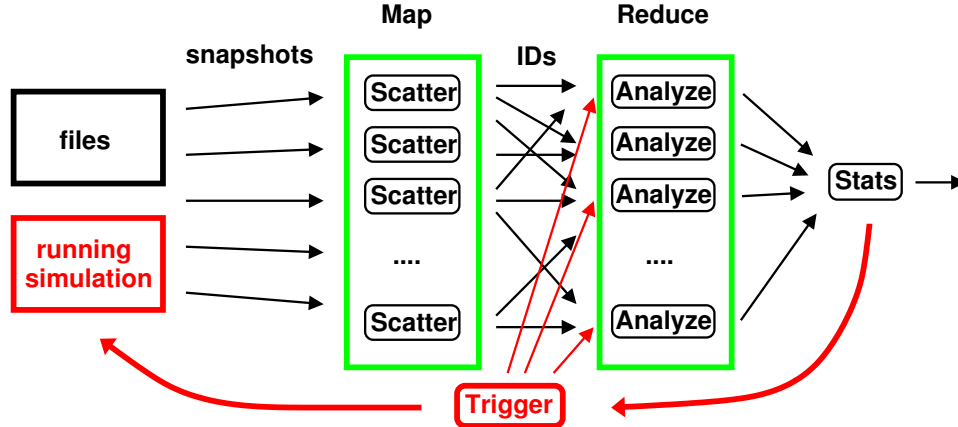 Map
Reduce
snapshots
IDs
files
running
simulation
Scatter
Scatter
Scatter
....
Scatter
Analyze
Analyze
Analyze
....
Analyze
Stats
Trigger